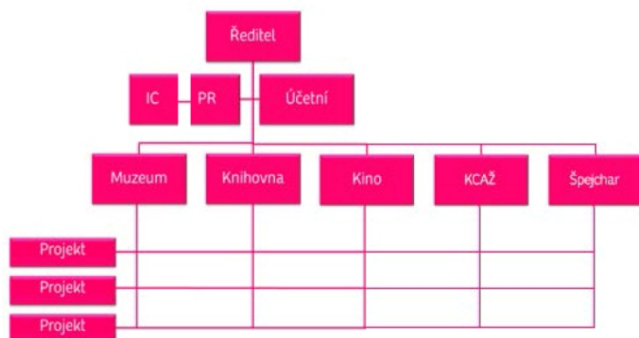 Ředitel
IC
PR
Účetní
Muzeum
Knihovna
Kino
KCAŽ
Špejchar
Projekt
Projekt
Projekt